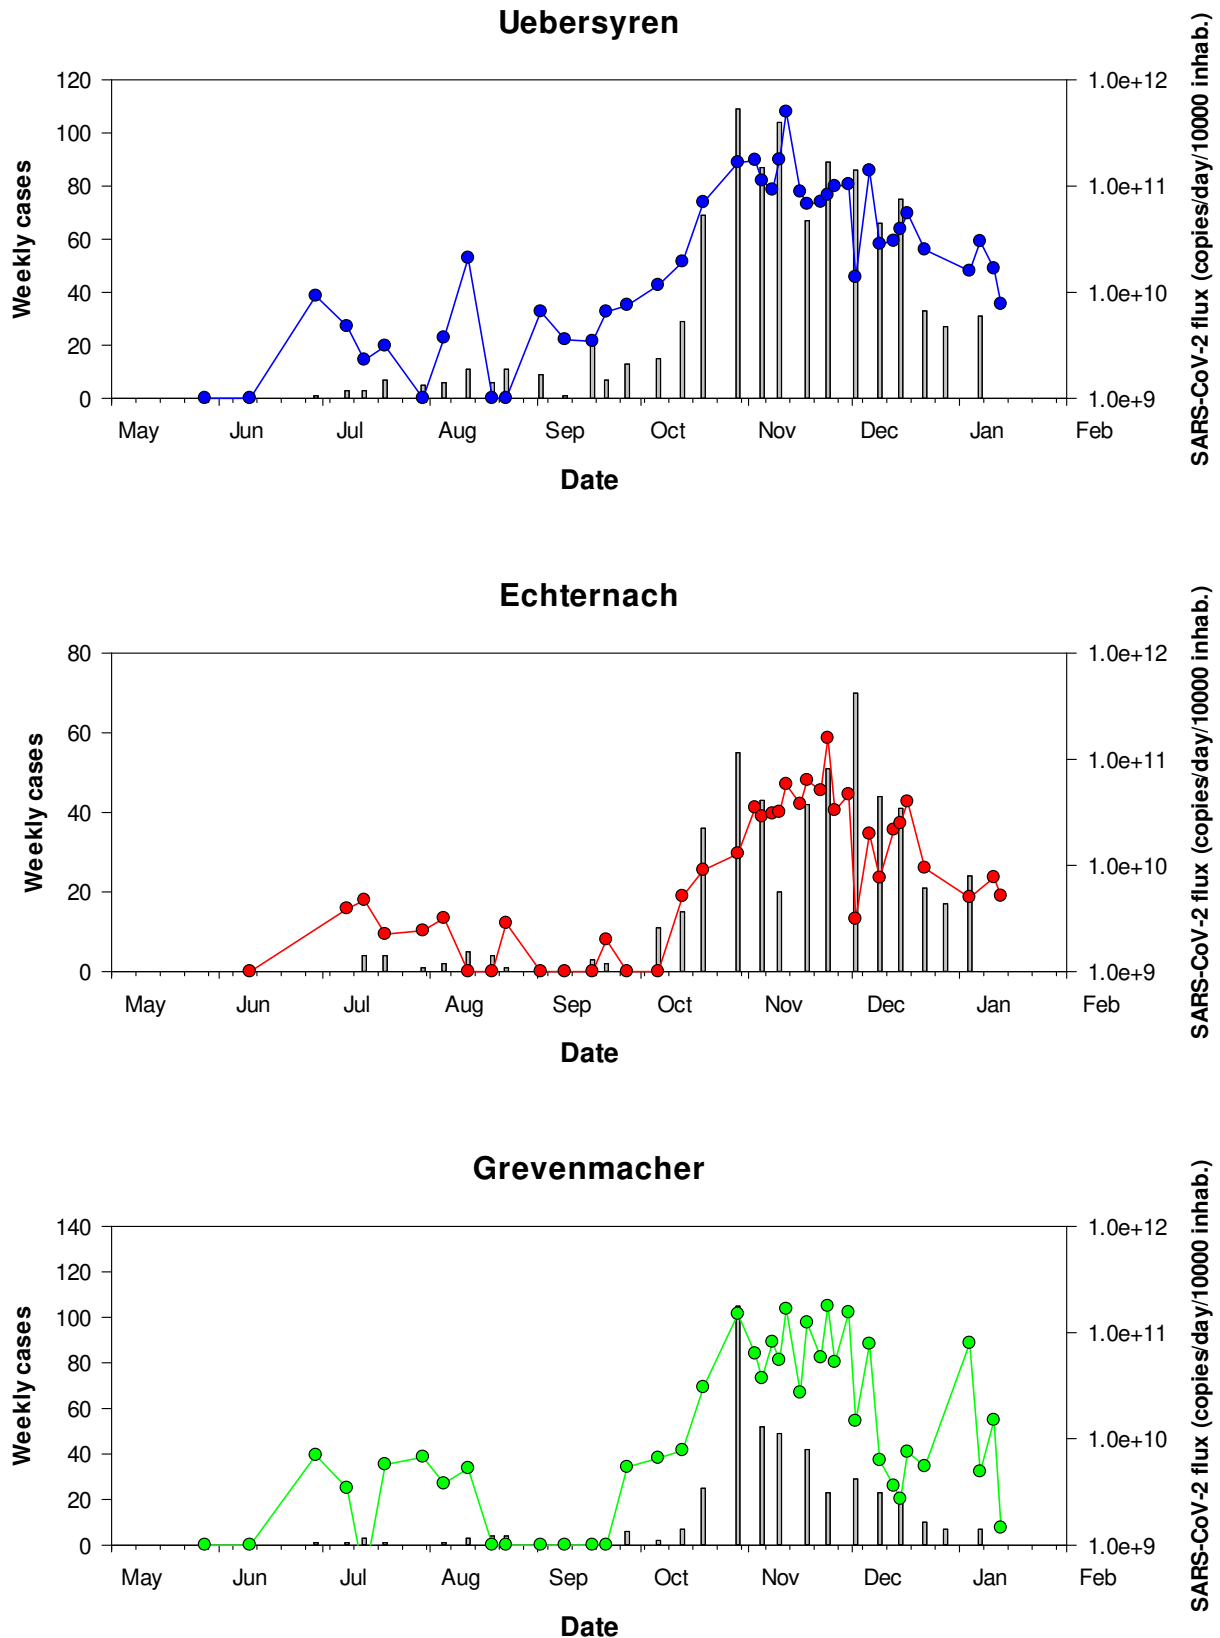 Uebersyren
120
100
80
60
40
20
0
Weekly cases
1.0e+12
1.0e+11
1.0e+10
1.0e+9
SARS-CoV-2 flux (copies/day/10000 inhab.)
May Jun Jul Aug Sep Oct Nov Dec Jan Feb
Date
Echternach
80
60
40
20
0
Weekly cases
1.0e+12
1.0e+11
1.0e+10
1.0e+9
SARS-CoV-2 flux (copies/day/10000 inhab.)
May Jun Jul Aug Sep Oct Nov Dec Jan Feb
Date
Grevenmacher
140
120
100
80
60
40
20
0
Weekly cases
1.0e+12
1.0e+11
1.0e+10
1.0e+9
SARS-CoV-2 flux (copies/day/10000 inhab.)
May Jun Jul Aug Sep Oct Nov Dec Jan Feb
Date